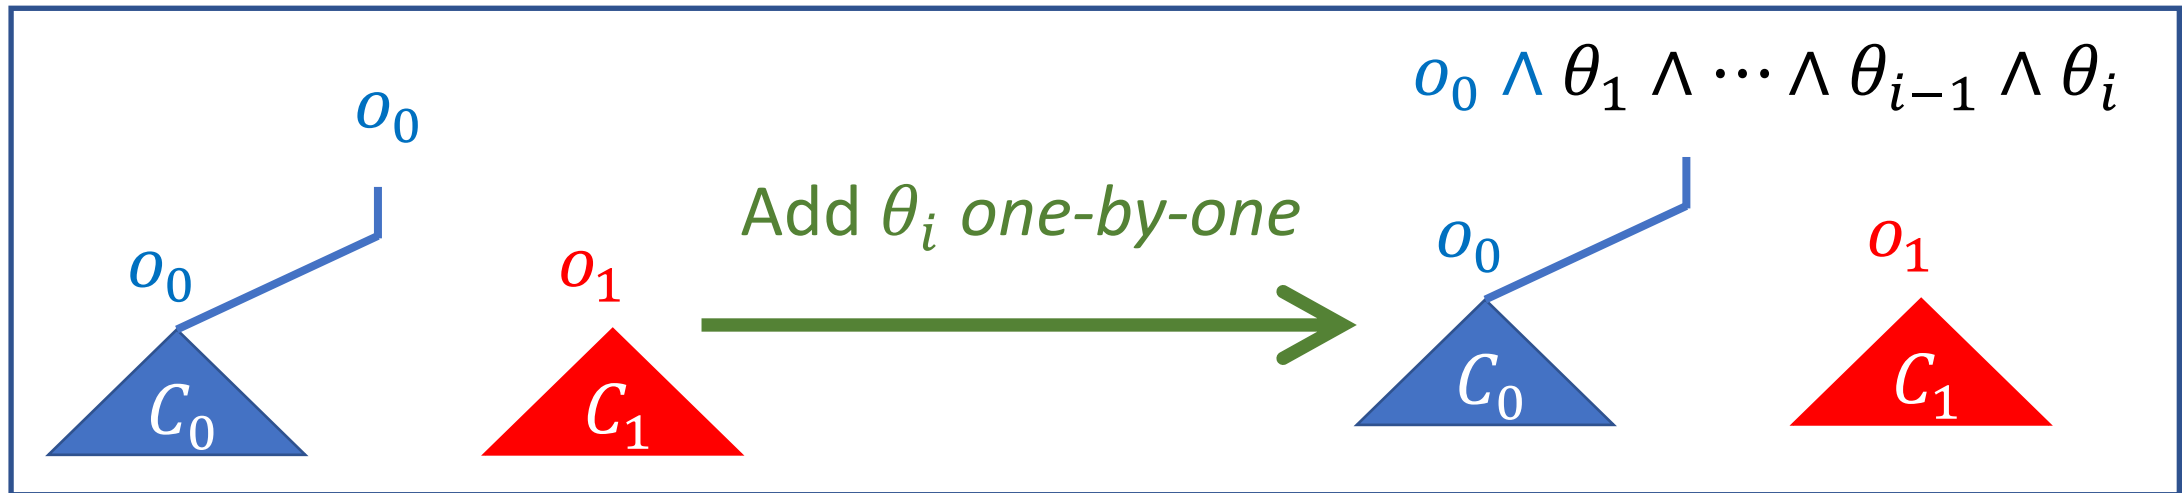 o₀
o₀
o₁
C₀
C₁
Add θᵢ one-by-one
o₀ ∧ θ₁ ∧ ⋯ ∧ θᵢ₋₁ ∧ θᵢ
o₀
o₁
C₀
C₁